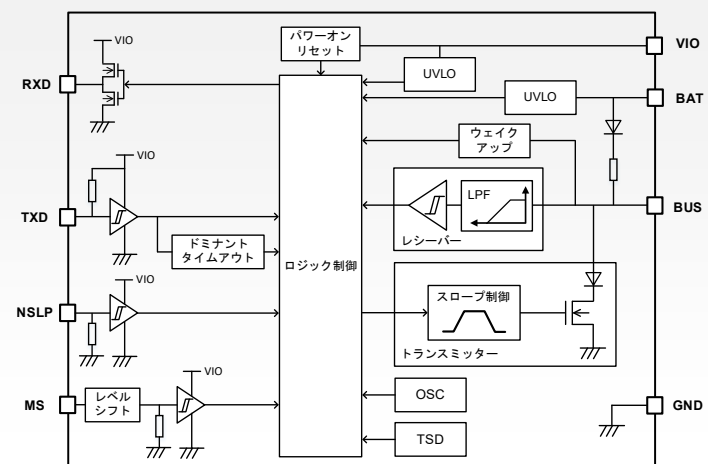 パワーオン
リセット
VIO
VIO
RXD
UVLO
UVLO
BAT
ウェイク
アップ
VIO
LPF
TXD
BUS
レシーバー
ドミナント
タイムアウト
ロジック制御
VIO
スロープ制御
NSLP
トランスミッター
VIO
レベル
シフト
MS
OSC
GND
TSD